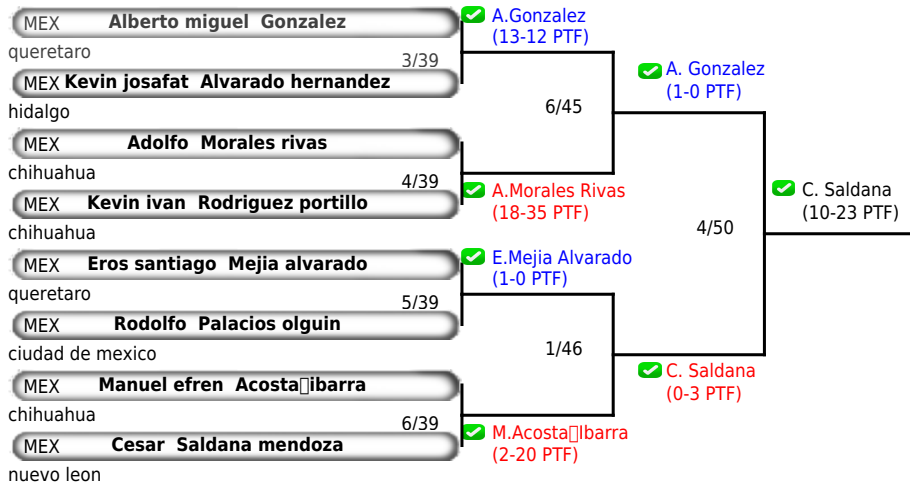 MEX Alberto miguel Gonzalez
queretaro
3/39
MEX Kevin josafat Alvarado hernandez
hidalgo
MEX Adolfo Morales rivas
chihuahua
4/39
MEX Kevin ivan Rodriguez portillo
chihuahua
MEX Eros santiago Mejia alvarado
queretaro
5/39
MEX Rodolfo Palacios olguin
ciudad de mexico
MEX Manuel efren Acosta▯ibarra
chihuahua
6/39
MEX Cesar Saldana mendoza
nuevo leon
A.Gonzalez
(13-12 PTF)
6/45
A.Morales Rivas
(18-35 PTF)
E.Mejia Alvarado
(1-0 PTF)
1/46
M.Acosta▯Ibarra
(2-20 PTF)
A. Gonzalez
(1-0 PTF)
4/50
C. Saldana
(0-3 PTF)
C. Saldana
(10-23 PTF)